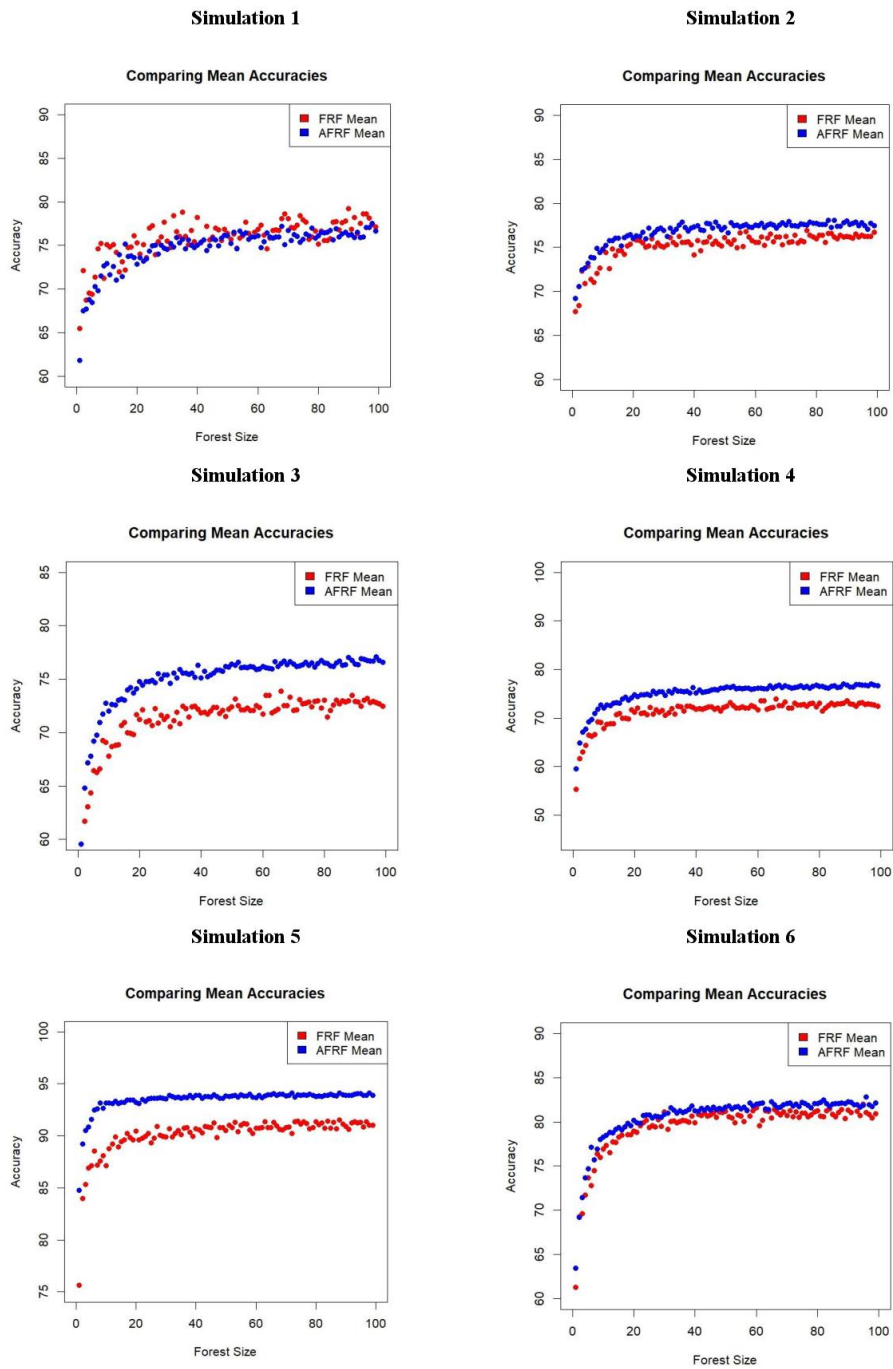 Simulation 1
Comparing Mean Accuracies
FRF Mean
AFRF Mean
90
85
80
75
70
65
60
Accuracy
0 20 40 60 80 100
Forest Size
Simulation 2
Comparing Mean Accuracies
FRF Mean
AFRF Mean
90
85
80
75
70
65
60
Accuracy
0 20 40 60 80 100
Forest Size
Simulation 3
Comparing Mean Accuracies
FRF Mean
AFRF Mean
85
80
75
70
65
60
Accuracy
0 20 40 60 80 100
Forest Size
Simulation 4
Comparing Mean Accuracies
FRF Mean
AFRF Mean
100
90
80
70
60
50
Accuracy
0 20 40 60 80 100
Forest Size
Simulation 5
Comparing Mean Accuracies
FRF Mean
AFRF Mean
100
95
90
85
80
75
Accuracy
0 20 40 60 80 100
Forest Size
Simulation 6
Comparing Mean Accuracies
FRF Mean
AFRF Mean
90
85
80
75
70
65
60
Accuracy
0 20 40 60 80 100
Forest Size